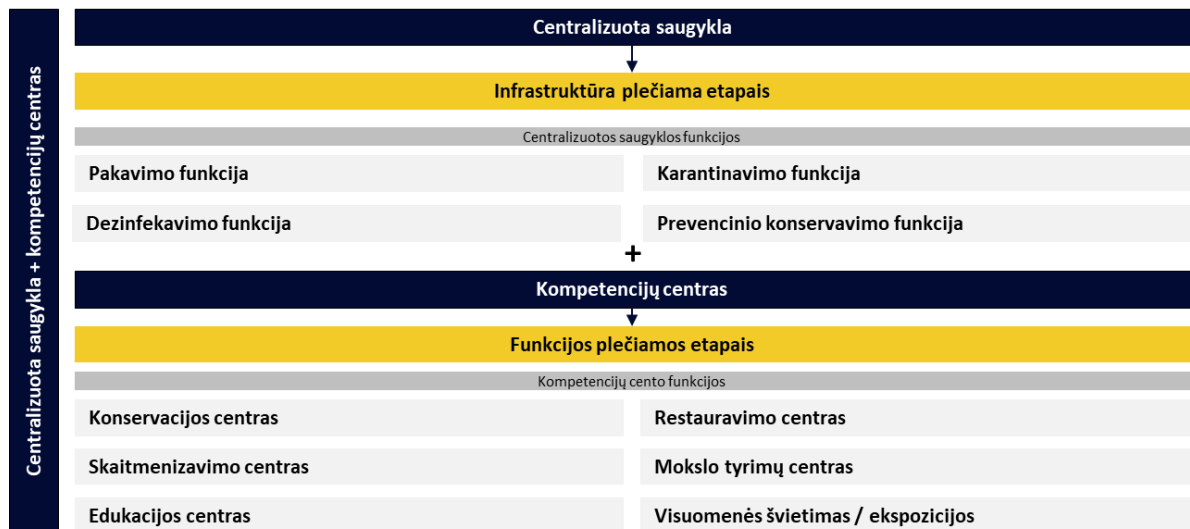 Centralizuota saugykla + kompetencijų centras
Centralizuota saugykla
Infrastruktūra plečiama etapais
Centralizuotos saugyklos funkcijos
Pakavimo funkcija
Karantinavimo funkcija
Dezinfekavimo funkcija
Prevencinio konservavimo funkcija
+
Kompetencijų centras
Funkcijos plečiamos etapais
Kompetencijų cento funkcijos
Konservacijos centras
Restauravimo centras
Skaitmenizavimo centras
Mokslo tyrimų centras
Edukacijos centras
Visuomenės švietimas / ekspozicijos